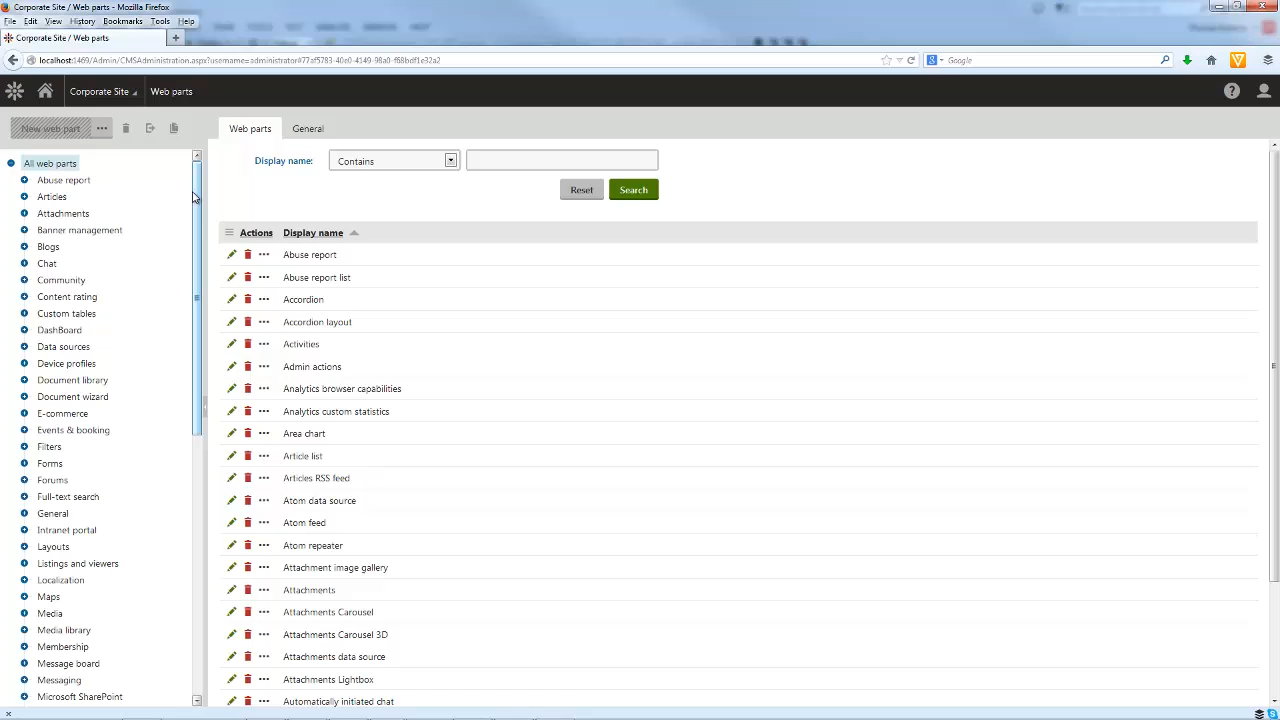 Corporate Site / Web parts - Mozilla Firefox
File Edit View History Bookmarks Tools Help
Corporate Site / Web parts
Google
Corporate Site Web parts
New web part
Web parts General
Display name: Contains
Reset Search
Actions Display name
All web parts
Abuse report
Articles
Attachments
Banner management
Blogs
Chat
Community
Content rating
Custom tables
DashBoard
Data sources
Device profiles
Document library
Document wizard
E-commerce
Events & booking
Filters
Forms
Forums
Full-text search
General
Intranet portal
Layouts
Listings and viewers
Localization
Maps
Media
Media library
Membership
Message board
Messaging
Microsoft SharePoint
Abuse report
Abuse report list
Accordion
Accordion layout
Activities
Admin actions
Analytics browser capabilities
Analytics custom statistics
Area chart
Article list
Articles RSS feed
Atom data source
Atom feed
Atom repeater
Attachment image gallery
Attachments
Attachments Carousel
Attachments Carousel 3D
Attachments data source
Attachments Lightbox
Automatically initiated chat